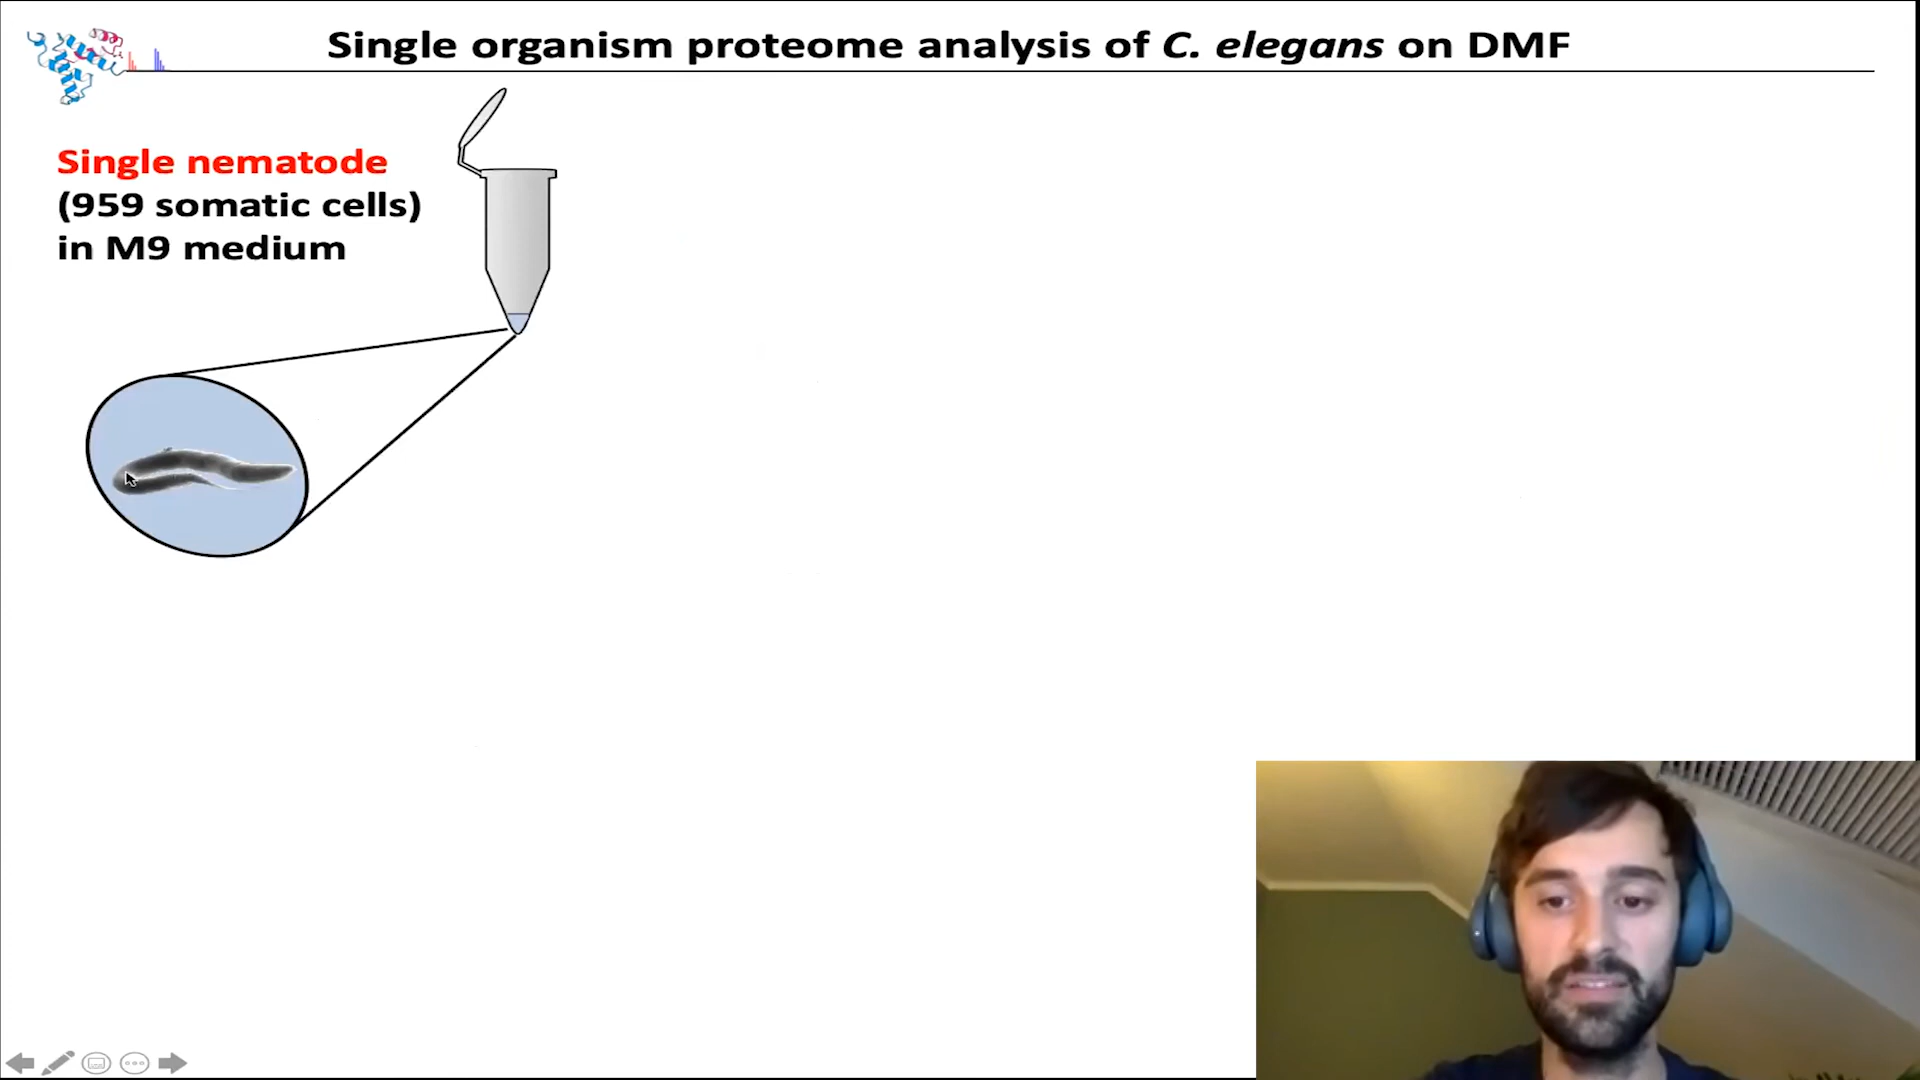 Single organism proteome analysis of C. elegans on DMF
Single nematode
(959 somatic cells)
in M9 medium